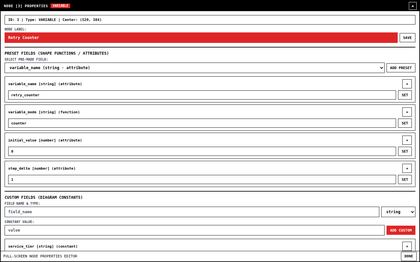 NODE [3] PROPERTIES VARIABLE
×
ID: 3 | Type: VARIABLE | Center: (520, 380)
NODE LABEL:
Retry Counter SAVE
PRESET FIELDS (SHAPE FUNCTIONS / ATTRIBUTES)
SELECT PRE-MADE FIELD:
variable_name (string - attribute) ADD PRESET
variable_name [string] (attribute)
retry_counter SET
variable_mode [string] (function)
counter SET
initial_value [number] (attribute)
0 SET
step_delta [number] (attribute)
1 SET
CUSTOM FIELDS (DIAGRAM CONSTANTS)
FIELD NAME & TYPE:
field_name string
CONSTANT VALUE:
value ADD CUSTOM
service_tier [string] (constant)
FULL-SCREEN NODE PROPERTIES EDITOR DONE